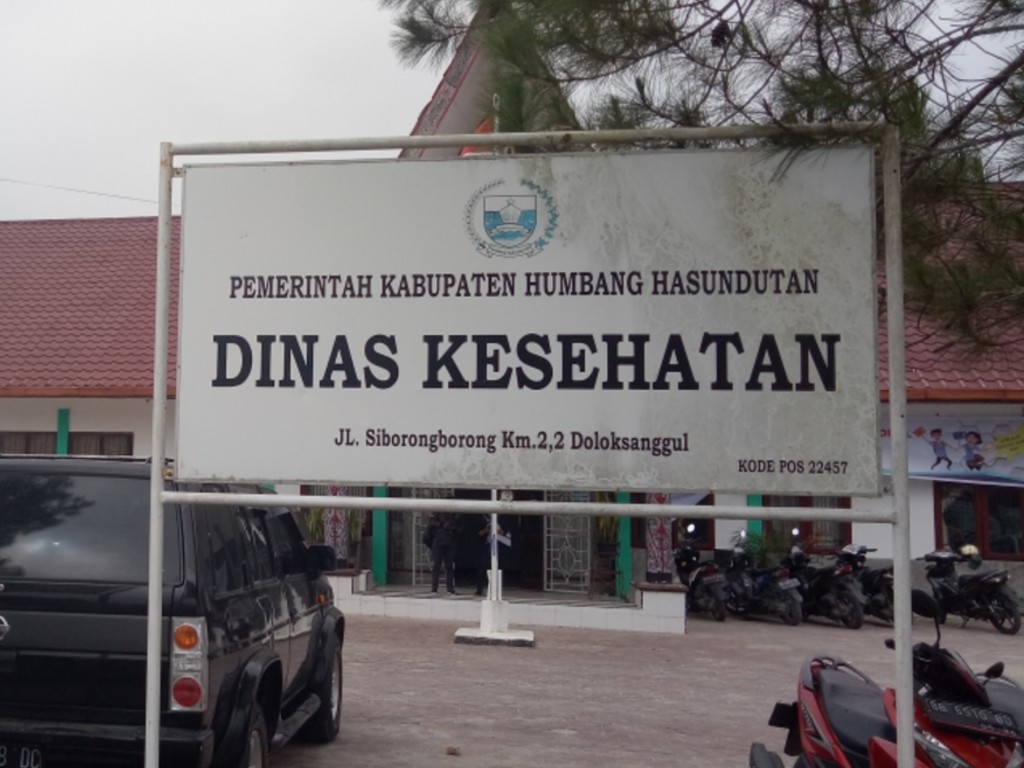 PEMERINTAH KABUPATEN HUMBANG HASUNDUTAN
DINAS KESEHATAN
JL. Siborongborong Km.2,2 Doloksanggul
KODE POS 22457